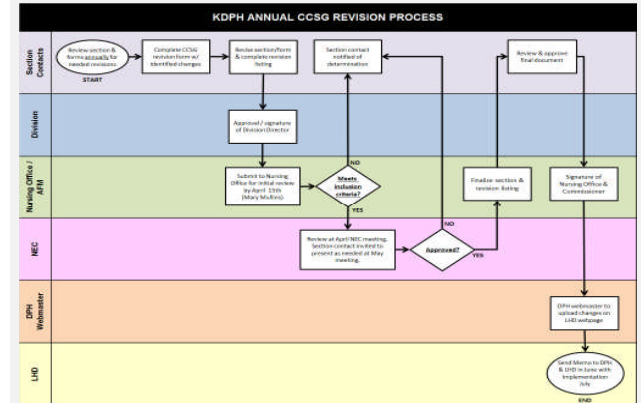 KDPH ANNUAL CCSG REVISION PROCESS
Section
Contacts
Review section &
forms annually for
needed revisions
START
Complete CCSG
revision form w/
identified changes
Revise section/form
& complete revision
listing
Section contact
notified of
determination
Review & approve
final document
Division
Approval / signature
of Division Director
Nursing Office /
AFM
Submit to Nursing
Office for initial review
by April 15th
(Mary Mullins)
NO
Meets
inclusion
criteria?
YES
Finalize section &
revision listing
Signature of
Nursing Office &
Commissioner
NEC
Review at April NEC meeting.
Section contact invited to
present as needed at May
meeting.
NO
Approved?
YES
DPH
Webmaster
DPH webmaster to
upload changes on
LHD webpage
LHD
Send Memo to DPH
& LHD in June with
Implementation
July
END